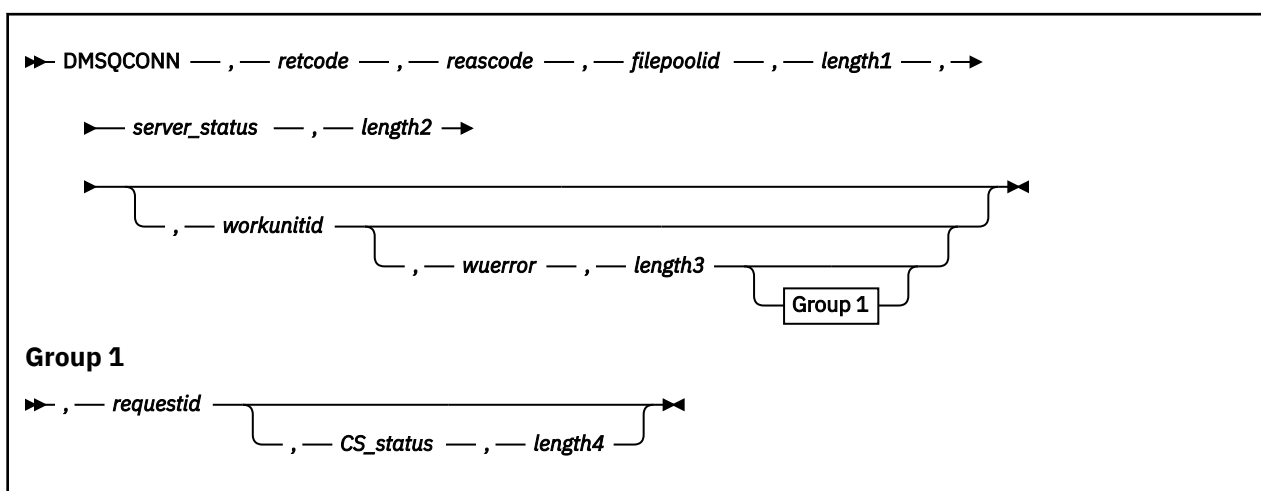 DMSQCONN , retcode , reascode , filepoolid , length1 ,
server_status , length2
, workunitid
, wuerror , length3
Group 1
Group 1
, requestid
, CS_status , length4